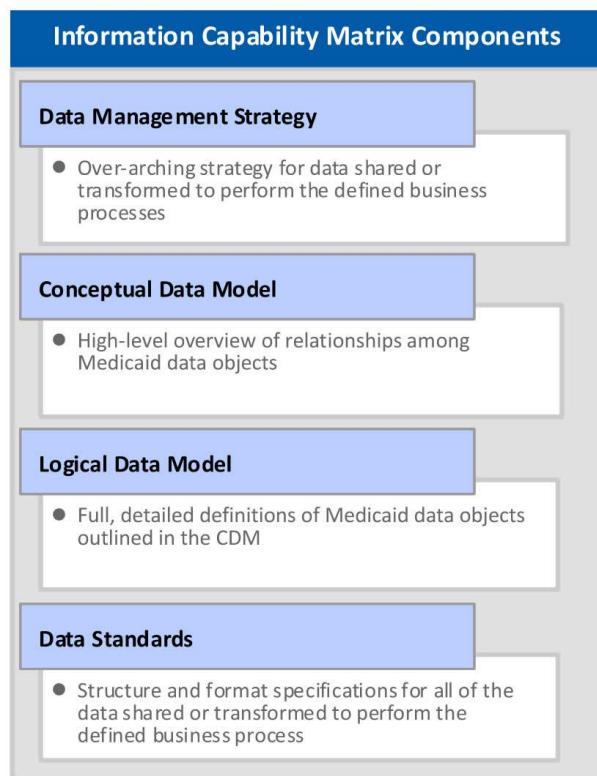 Information Capability Matrix Components
Data Management Strategy
● Over-arching strategy for data shared or
transformed to perform the defined business
processes
Conceptual Data Model
● High-level overview of relationships among
Medicaid data objects
Logical Data Model
● Full, detailed definitions of Medicaid data objects
outlined in the CDM
Data Standards
● Structure and format specifications for all of the
data shared or transformed to perform the
defined business process